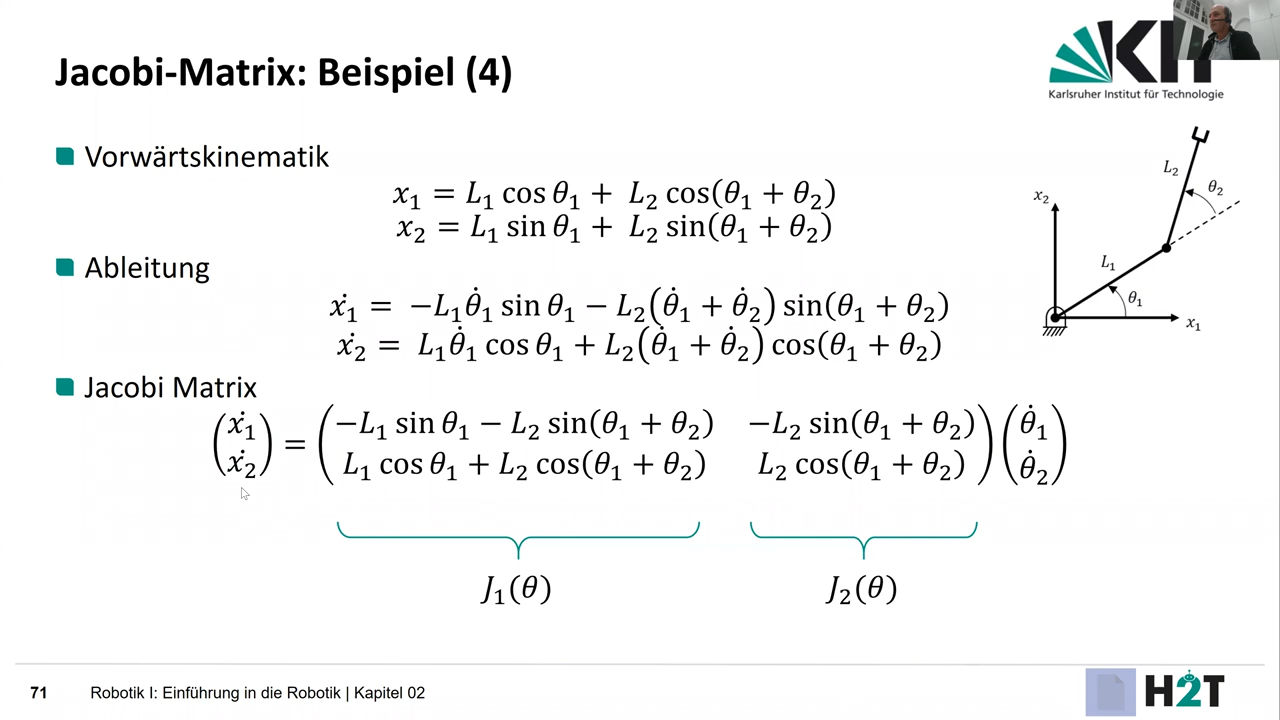 Jacobi-Matrix: Beispiel (4)
KIT
Karlsruher Institut für Technologie
Vorwärtskinematik
x₁ = L₁ cos θ₁ + L₂ cos(θ₁ + θ₂)
x₂ = L₁ sin θ₁ + L₂ sin(θ₁ + θ₂)
L₂
θ₂
x₂
L₁
θ₁
x₁
Ableitung
ẋ₁ = −L₁θ̇₁ sin θ₁ − L₂(θ̇₁ + θ̇₂) sin(θ₁ + θ₂)
ẋ₂ = L₁θ̇₁ cos θ₁ + L₂(θ̇₁ + θ̇₂) cos(θ₁ + θ₂)
Jacobi Matrix
(ẋ₁ ẋ₂) = (−L₁ sin θ₁ − L₂ sin(θ₁ + θ₂) −L₂ sin(θ₁ + θ₂)
L₁ cos θ₁ + L₂ cos(θ₁ + θ₂) L₂ cos(θ₁ + θ₂)) (θ̇₁ θ̇₂)
J₁(θ) J₂(θ)
71 Robotik I: Einführung in die Robotik | Kapitel 02
H2T